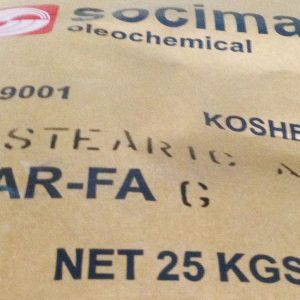 socima
oleochemical
9001
KOSHE
STEARIC A
AR-FA G
NET 25 KGS